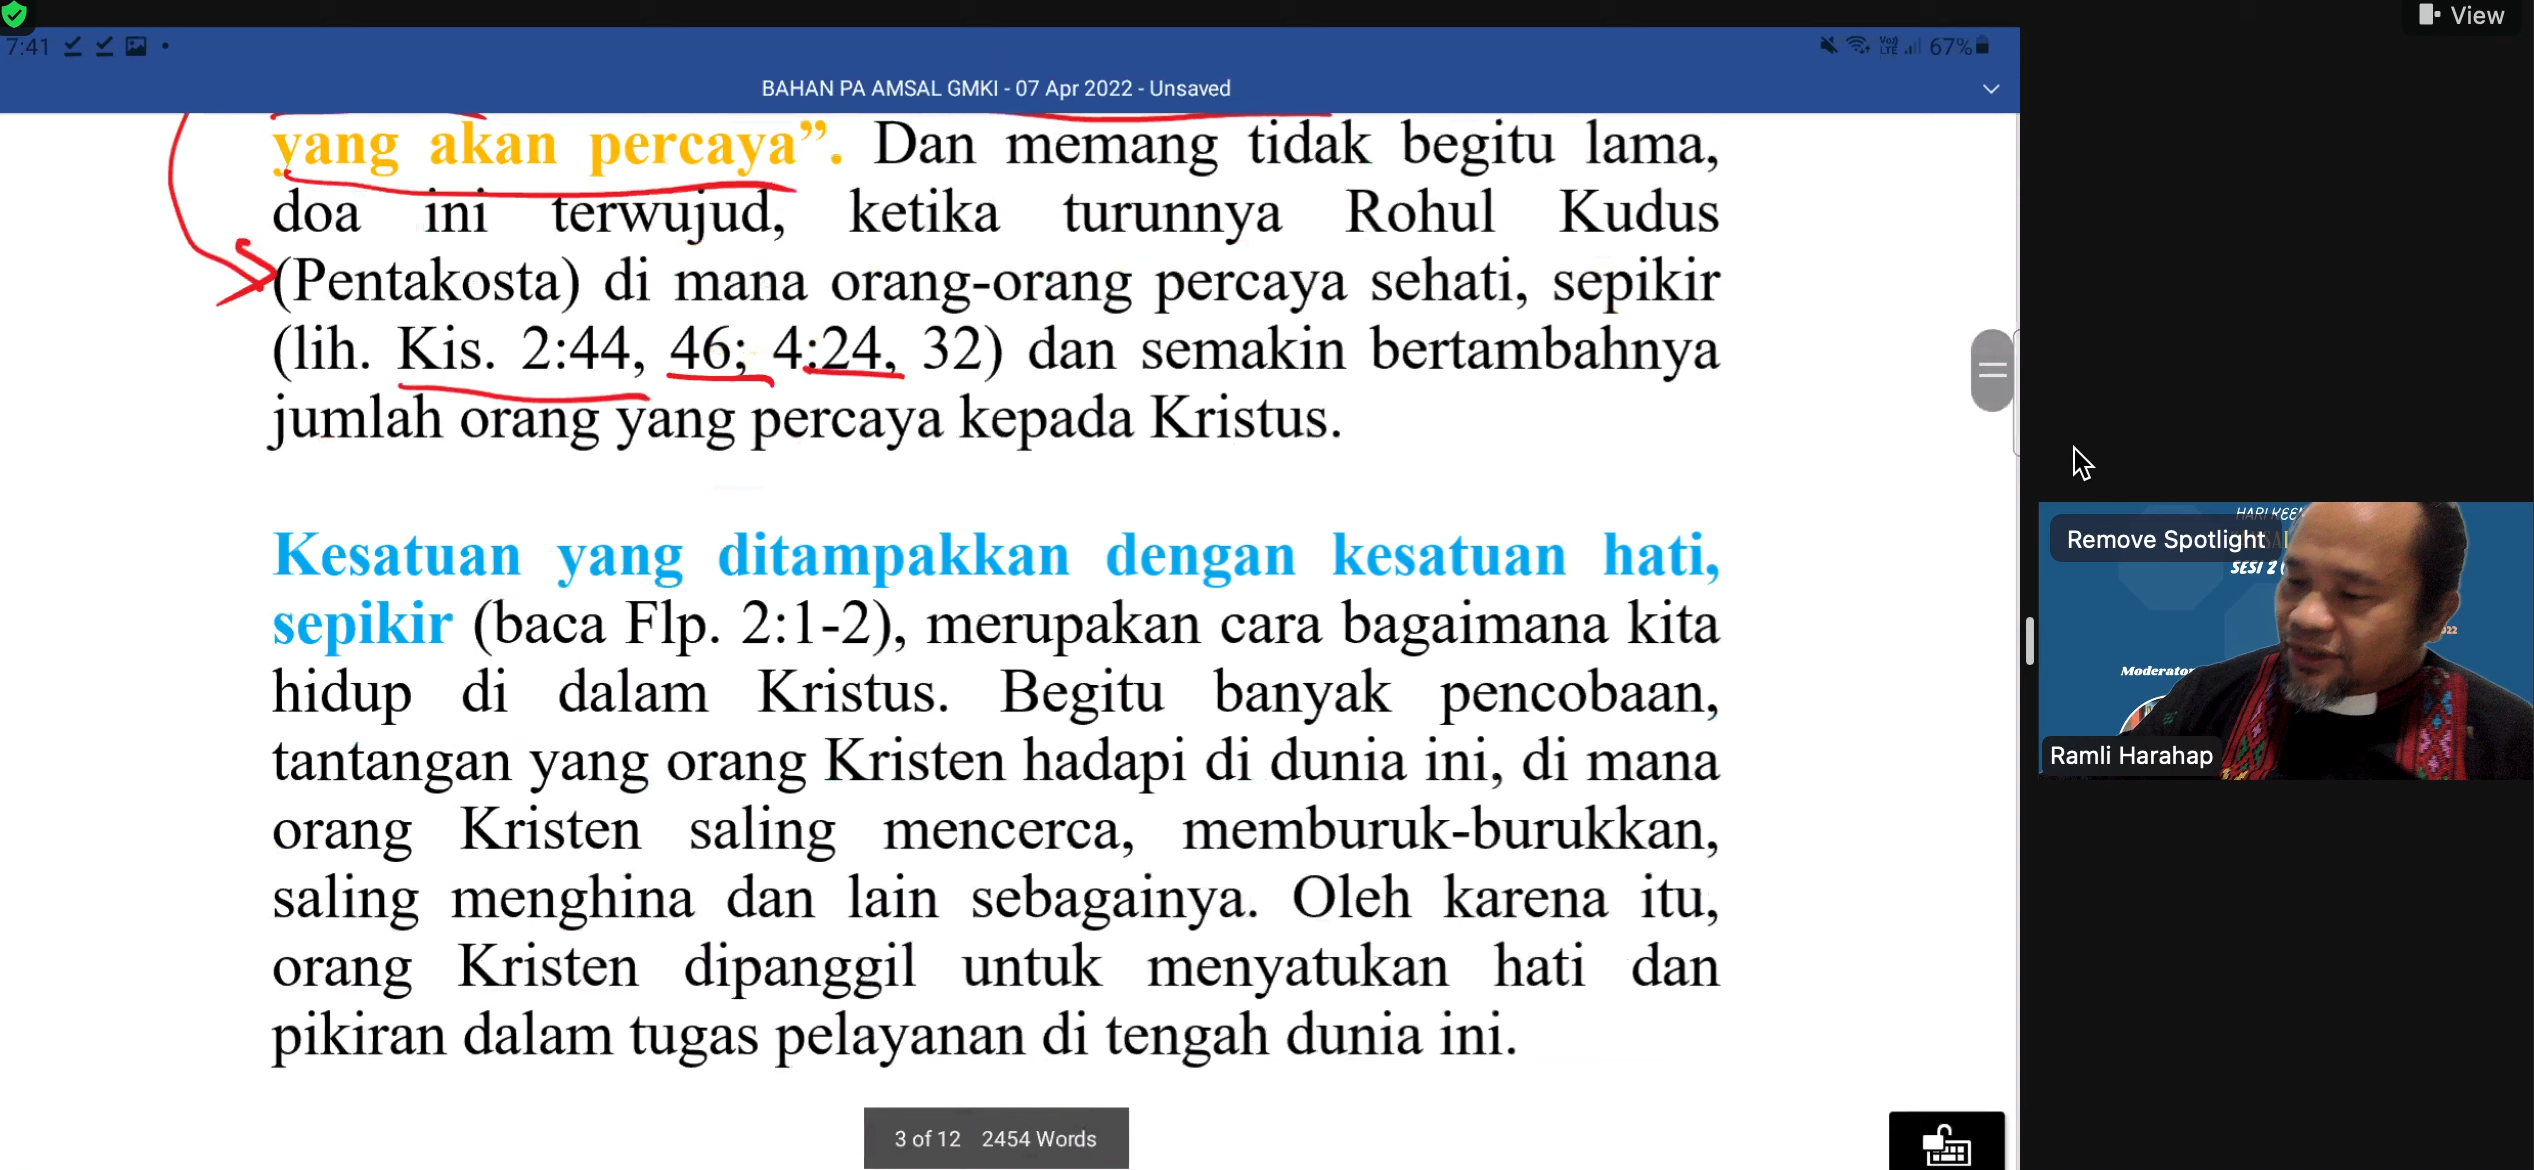 View
7:41
67%
BAHAN PA AMSAL GMKI - 07 Apr 2022 - Unsaved
yang akan percaya”. Dan memang tidak begitu lama,
doa ini terwujud, ketika turunnya Rohul Kudus
(Pentakosta) di mana orang-orang percaya sehati, sepikir
(lih. Kis. 2:44, 46; 4:24, 32) dan semakin bertambahnya
jumlah orang yang percaya kepada Kristus.
Kesatuan yang ditampakkan dengan kesatuan hati,
sepikir (baca Flp. 2:1-2), merupakan cara bagaimana kita
hidup di dalam Kristus. Begitu banyak pencobaan,
tantangan yang orang Kristen hadapi di dunia ini, di mana
orang Kristen saling mencerca, memburuk-burukkan,
saling menghina dan lain sebagainya. Oleh karena itu,
orang Kristen dipanggil untuk menyatukan hati dan
pikiran dalam tugas pelayanan di tengah dunia ini.
3 of 12 2454 Words
HARI
Remove Spotlight
SESI 2
Ramli Harahap